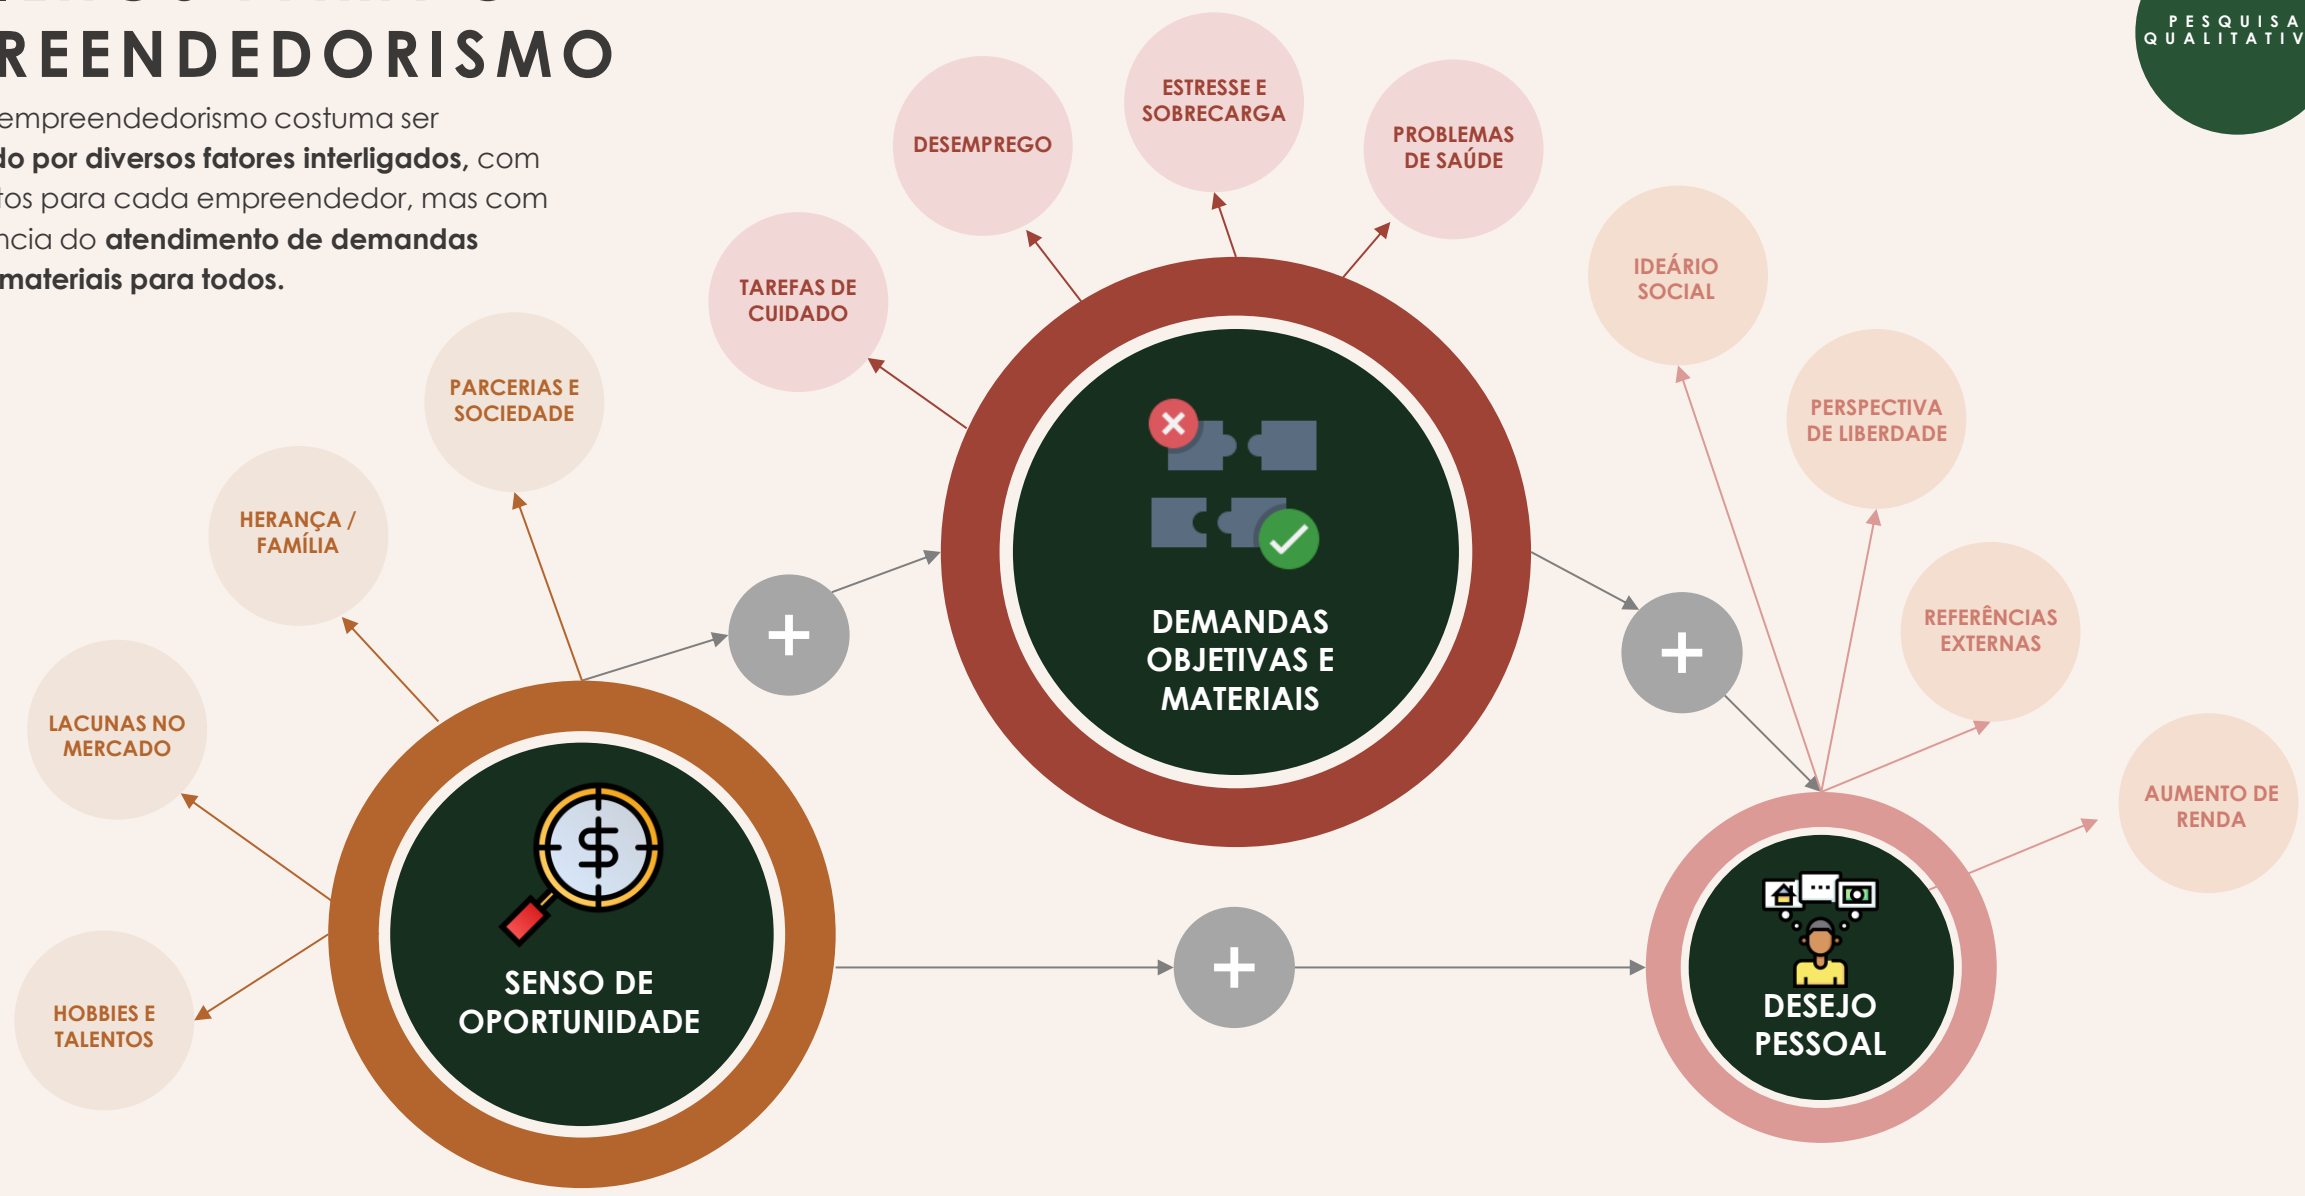 REENDEDORISMO
empreendedorismo costuma ser
do por diversos fatores interligados, com
tos para cada empreendedor, mas com
ncia do atendimento de demandas
materiais para todos.
PESQUISA
QUALITATIV
DESEMPREGO
ESTRESSE E
SOBRECARGA
PROBLEMAS
DE SAÚDE
TAREFAS DE
CUIDADO
IDEÁRIO
SOCIAL
PERSPECTIVA
DE LIBERDADE
REFERÊNCIAS
EXTERNAS
AUMENTO DE
RENDA
PARCERIAS E
SOCIEDADE
HERANÇA /
FAMÍLIA
LACUNAS NO
MERCADO
HOBBIES E
TALENTOS
DEMANDAS
OBJETIVAS E
MATERIAIS
SENSO DE
OPORTUNIDADE
DESEJO
PESSOAL